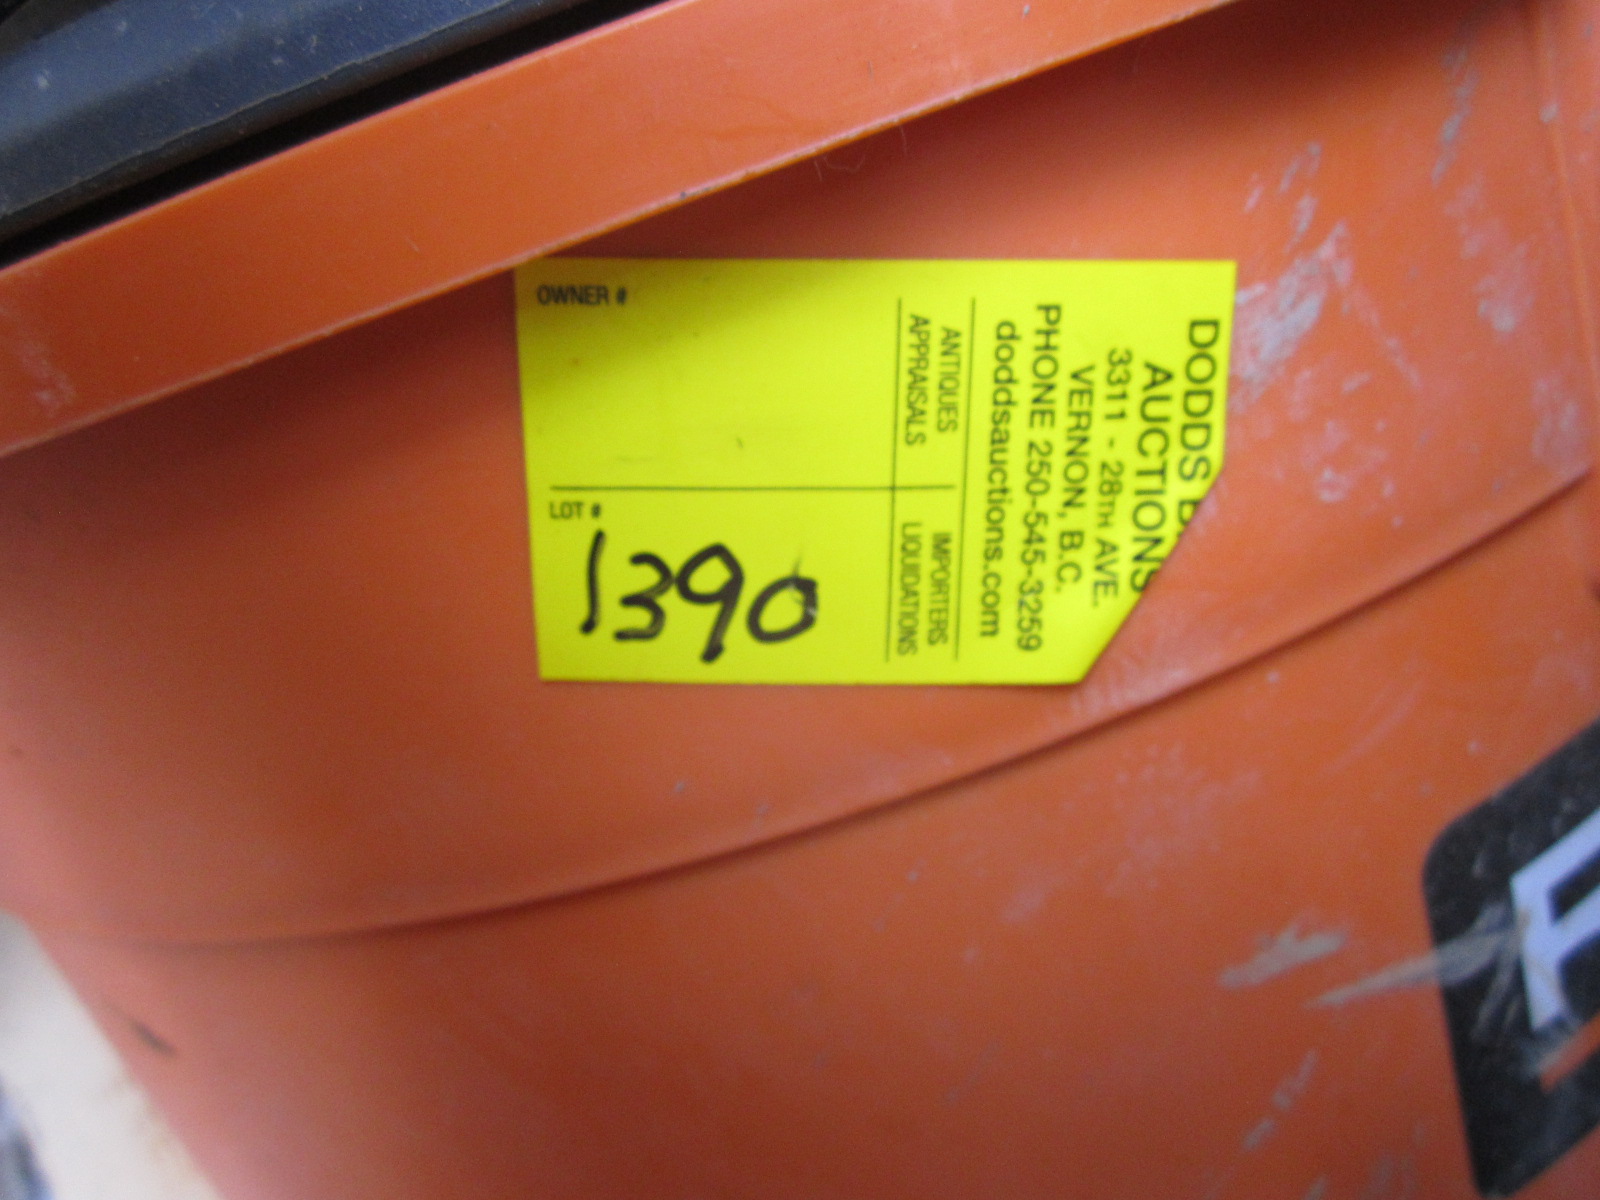 DODDS
AUCTIONS
3311 - 28TH AVE.
VERNON, B.C.
PHONE 250-545-3259
doddsauctions.com
ANTIQUES IMPORTERS
APPRAISALS LIQUIDATIONS
OWNER #
LOT #
1390